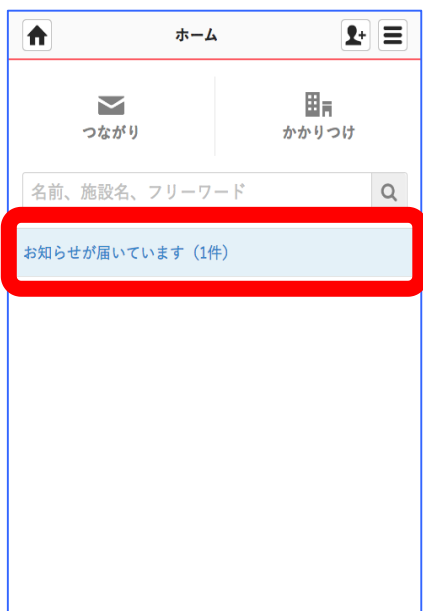 ホーム
つながり
かかりつけ
名前、施設名、フリーワード
お知らせが届いています（1件）